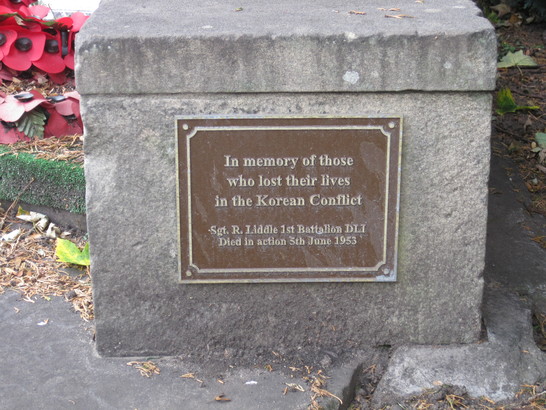 In memory of those
who lost their lives
in the Korean Conflict
Sgt. R. Liddle 1st Battalion DLI
Died in action 5th June 1953